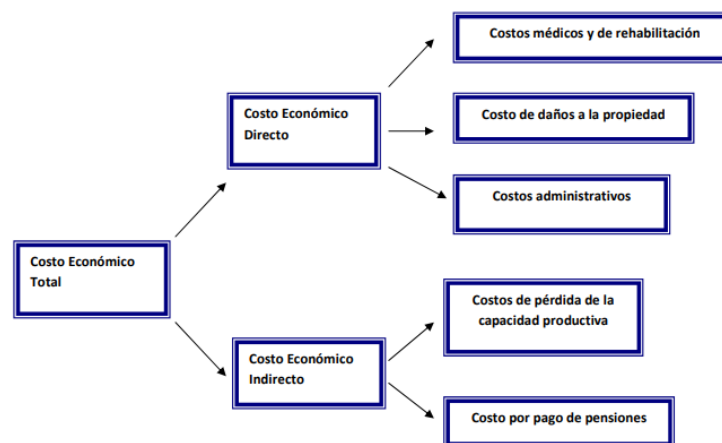 Costos médicos y de rehabilitación
Costo Económico
Directo
Costo de daños a la propiedad
Costos administrativos
Costo Económico
Total
Costos de pérdida de la
capacidad productiva
Costo Económico
Indirecto
Costo por pago de pensiones